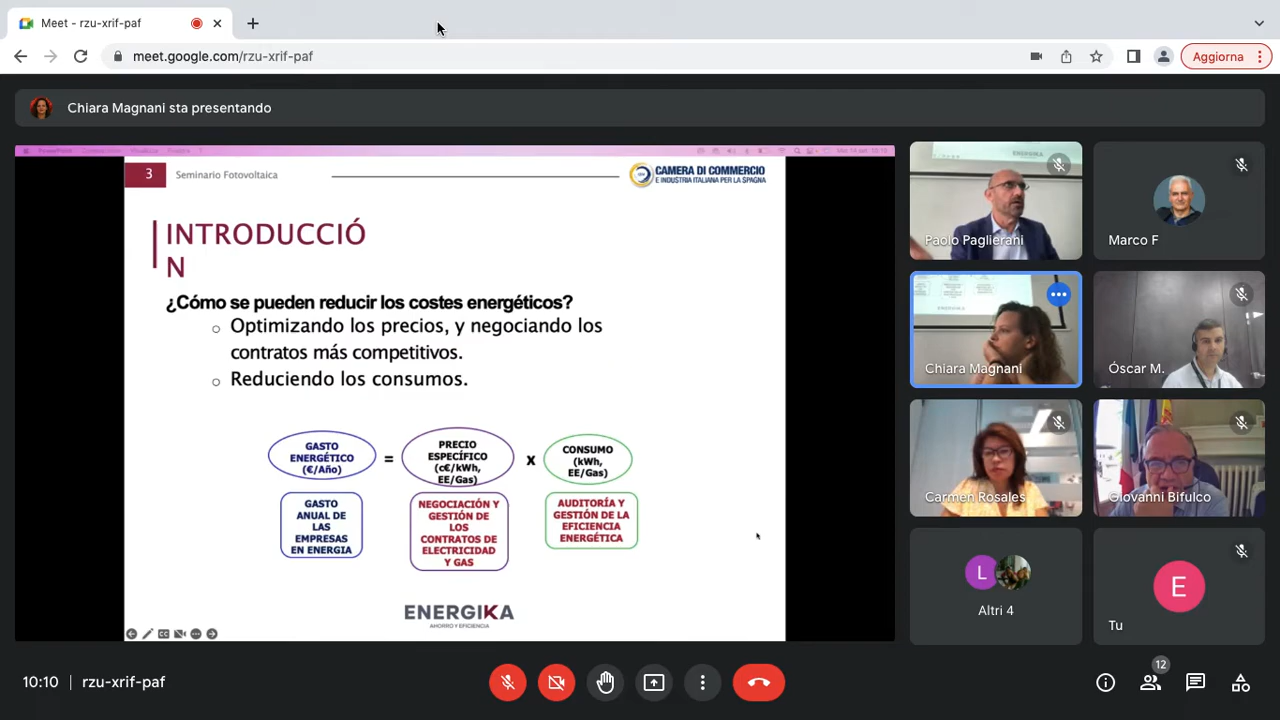 Meet - rzu-xrif-paf
meet.google.com/rzu-xrif-paf
Aggiorna
Chiara Magnani sta presentando
3
Seminario Fotovoltaica
CAMERA DI COMMERCIO
E INDUSTRIA ITALIANA PER LA SPAGNA
INTRODUCCIÓ
N
¿Cómo se pueden reducir los costes energéticos?
Optimizando los precios, y negociando los
contratos más competitivos.
Reduciendo los consumos.
GASTO
ENERGÉTICO
(€/Año)
=
PRECIO
ESPECÍFICO
(c€/kWh,
EE/Gas)
x
CONSUMO
(kWh,
EE/Gas)
GASTO
ANUAL DE
LAS
EMPRESAS
EN ENERGIA
NEGOCIACIÓN Y
GESTIÓN DE
LOS
CONTRATOS DE
ELECTRICIDAD
Y GAS
AUDITORÍA Y
GESTIÓN DE LA
EFICIENCIA
ENERGÉTICA
ENERGIKA
AHORRO Y EFICIENCIA
CC
Paolo Paglierani
Marco F
Chiara Magnani
Óscar M.
Carmen Rosales
Giovanni Bifulco
L
Altri 4
E
Tu
10:10
rzu-xrif-paf
12